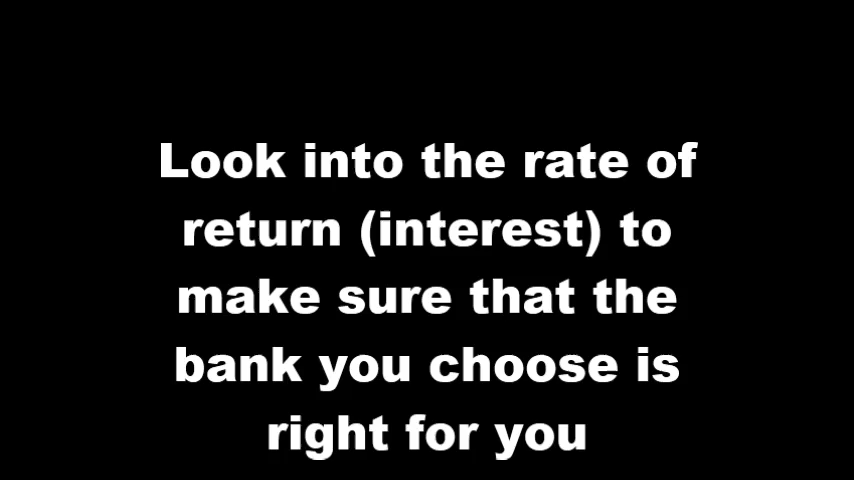 Look into the rate of
return (interest) to
make sure that the
bank you choose is
right for you